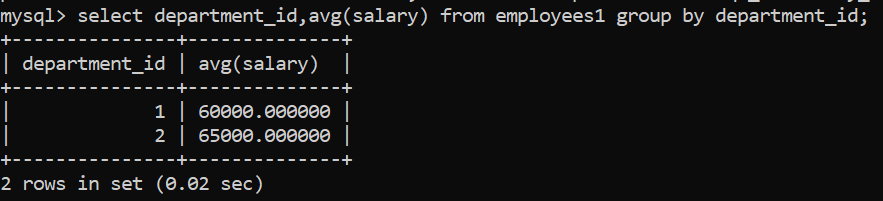 mysql> select department_id,avg(salary) from employees1 group by department_id;
+---------------+--------------+
| department_id | avg(salary)  |
+---------------+--------------+
|             1 | 60000.000000 |
|             2 | 65000.000000 |
+---------------+--------------+
2 rows in set (0.02 sec)